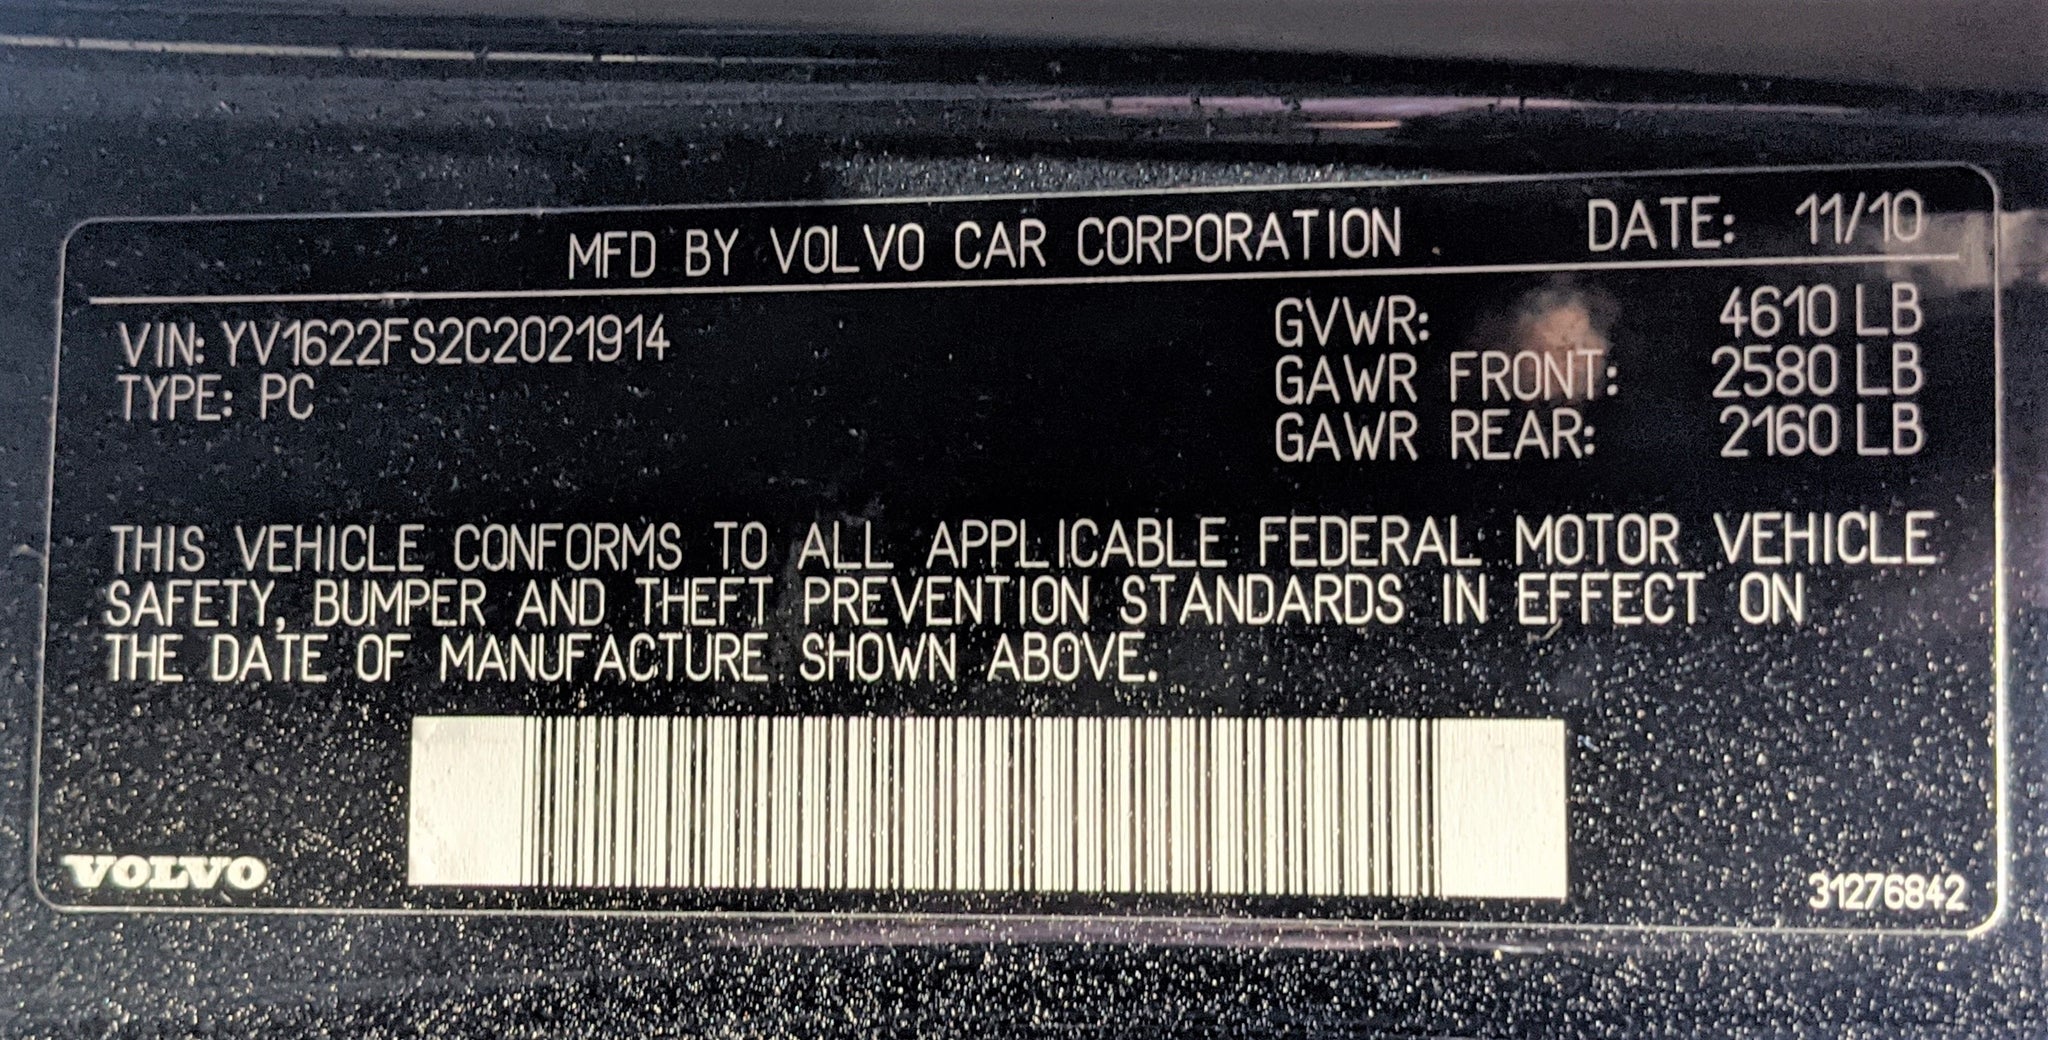 MFD BY VOLVO CAR CORPORATION DATE: 11/10
VIN: YV1622FS2C2021914 GVWR: 4610 LB
TYPE: PC GAWR FRONT: 2580 LB
GAWR REAR: 2160 LB
THIS VEHICLE CONFORMS TO ALL APPLICABLE FEDERAL MOTOR VEHICLE
SAFETY, BUMPER AND THEFT PREVENTION STANDARDS IN EFFECT ON
THE DATE OF MANUFACTURE SHOWN ABOVE.
VOLVO 31276842